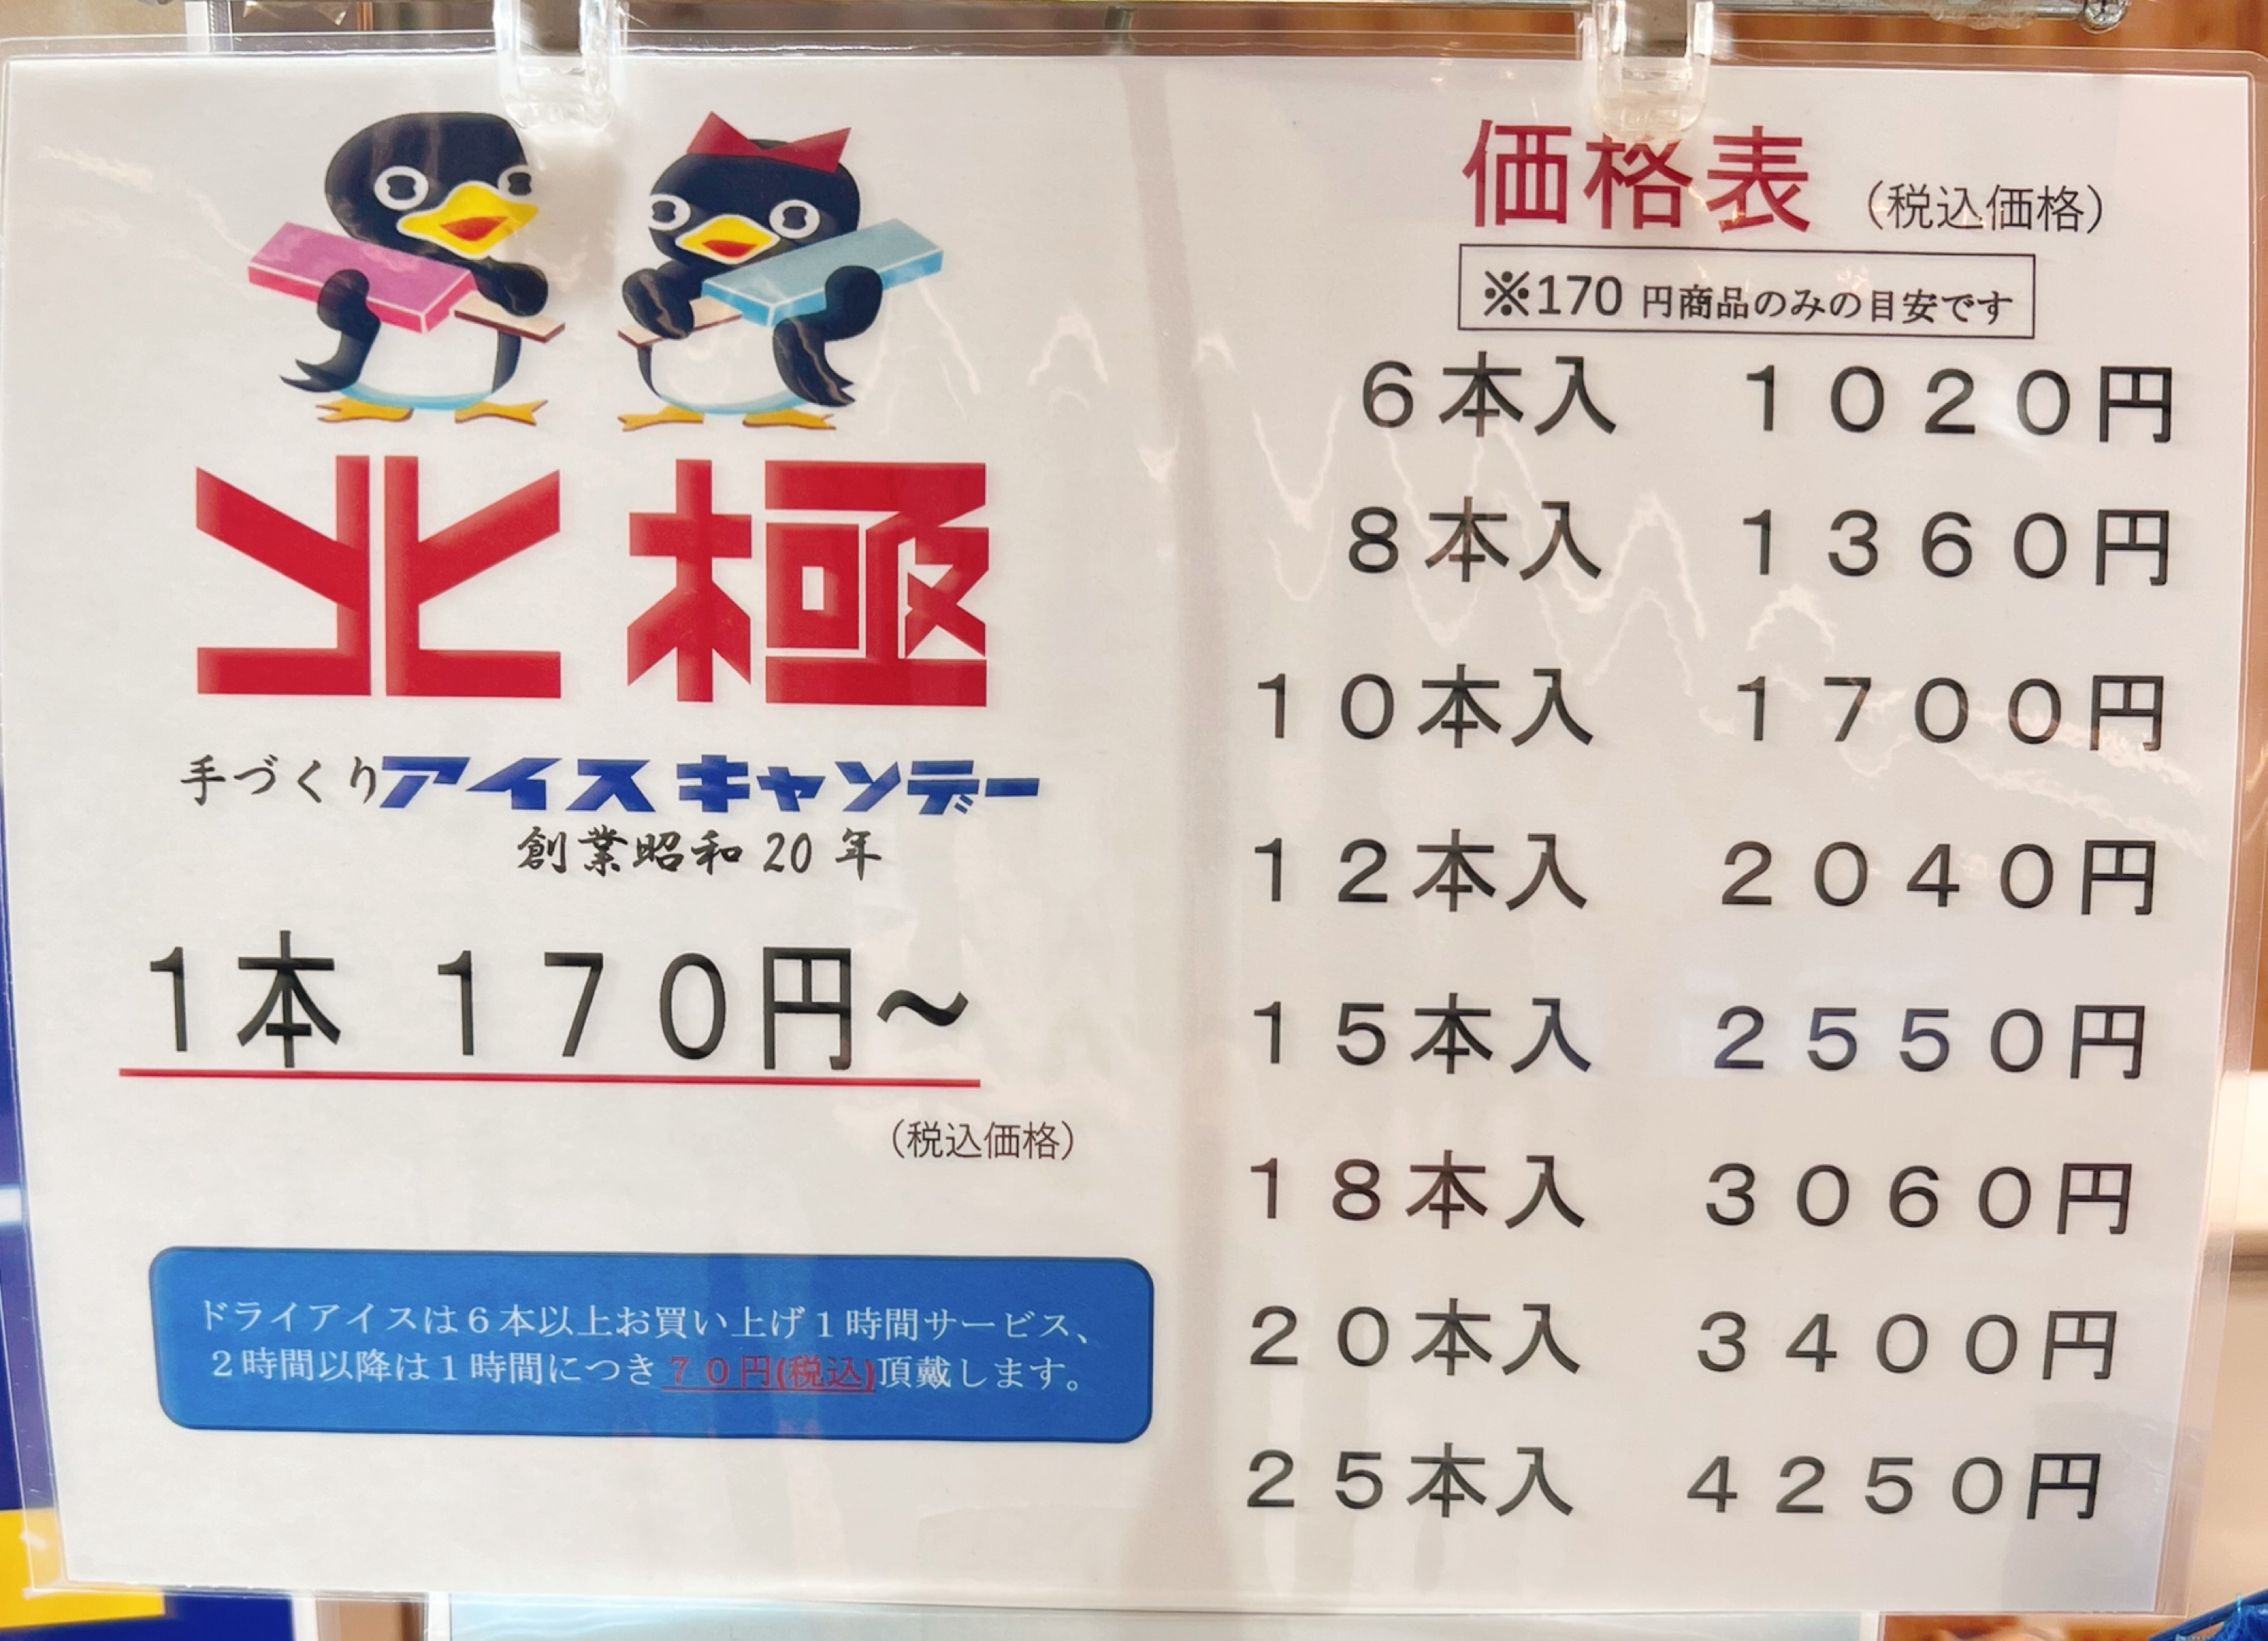 北極
手づくりアイスキャンデー
創業昭和20年
1本 170円~
(税込価格)
ドライアイスは6本以上お買い上げ1時間サービス、
2時間以降は1時間につき70円(税込)頂戴します。
価格表 (税込価格)
※170円商品のみの目安です
6本入 1020円
8本入 1360円
10本入 1700円
12本入 2040円
15本入 2550円
18本入 3060円
20本入 3400円
25本入 4250円